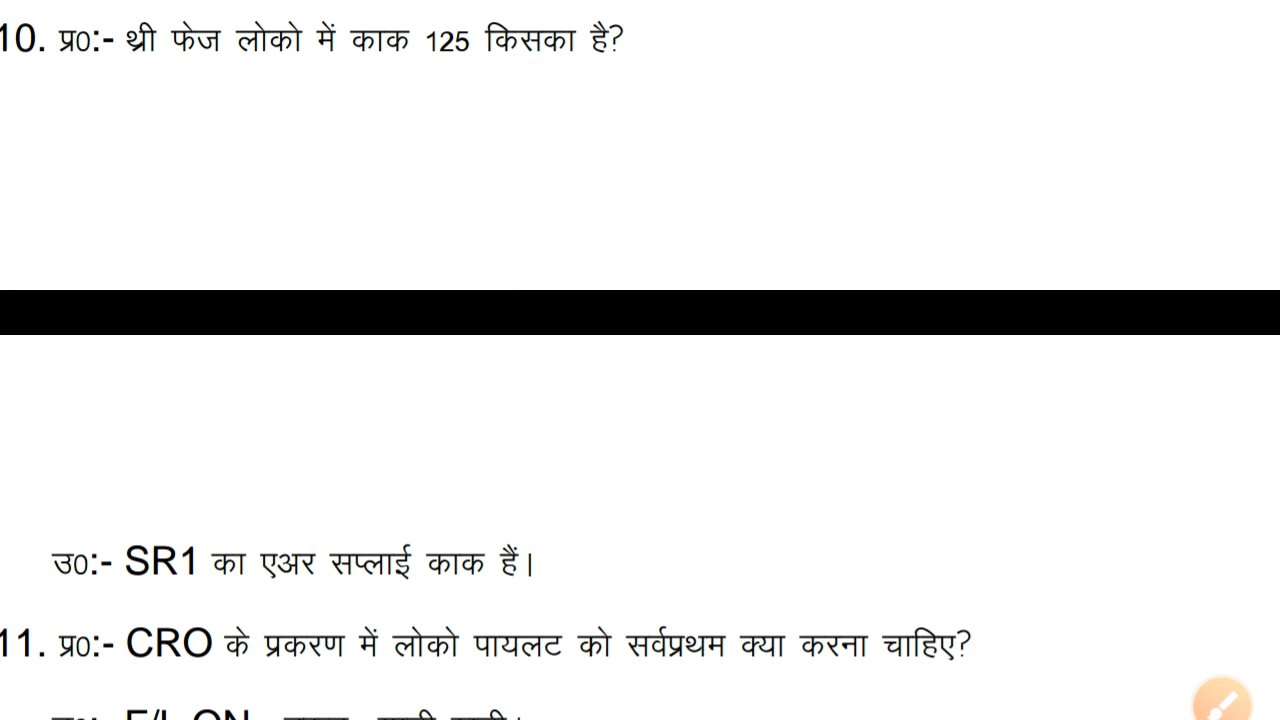 10. प्र0:- थ्री फेज लोको में काक 125 किसका है?
उ0:- SR1 का एअर सप्लाई काक हैं।
11. प्र0:- CRO के प्रकरण में लोको पायलट को सर्वप्रथम क्या करना चाहिए?